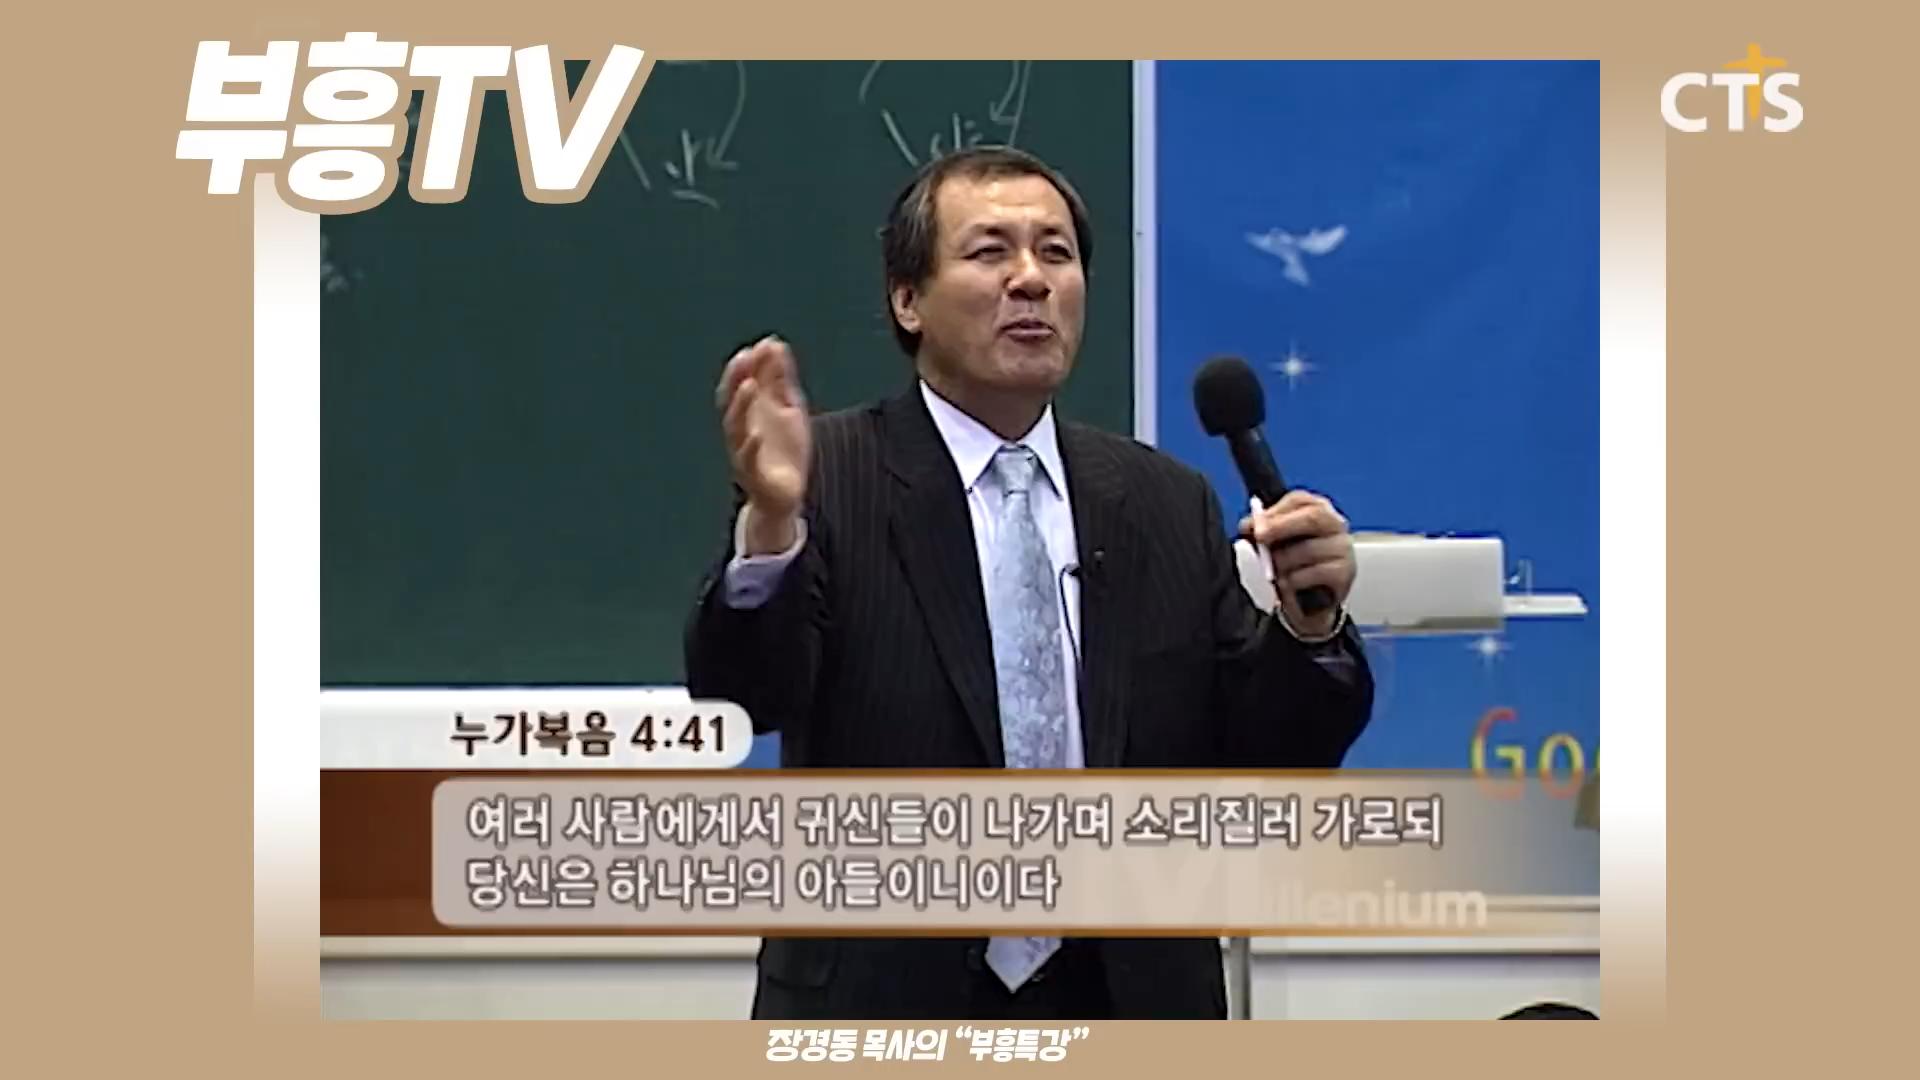 부흥TV
CTS
누가복음 4:41
여러 사람에게서 귀신들이 나가며 소리질러 가로되
당신은 하나님의 아들이니이다
장경동 목사의 “부흥특강”